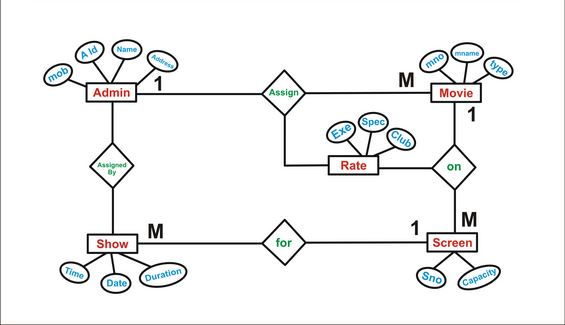 mob
A Id
Name
Address
Admin
1
Assign
M
mno
mname
type
Movie
1
Exe
Spec
Club
Rate
on
Assigned
By
Show
M
for
1
M
Screen
Time
Date
Duration
Sno
Capacity